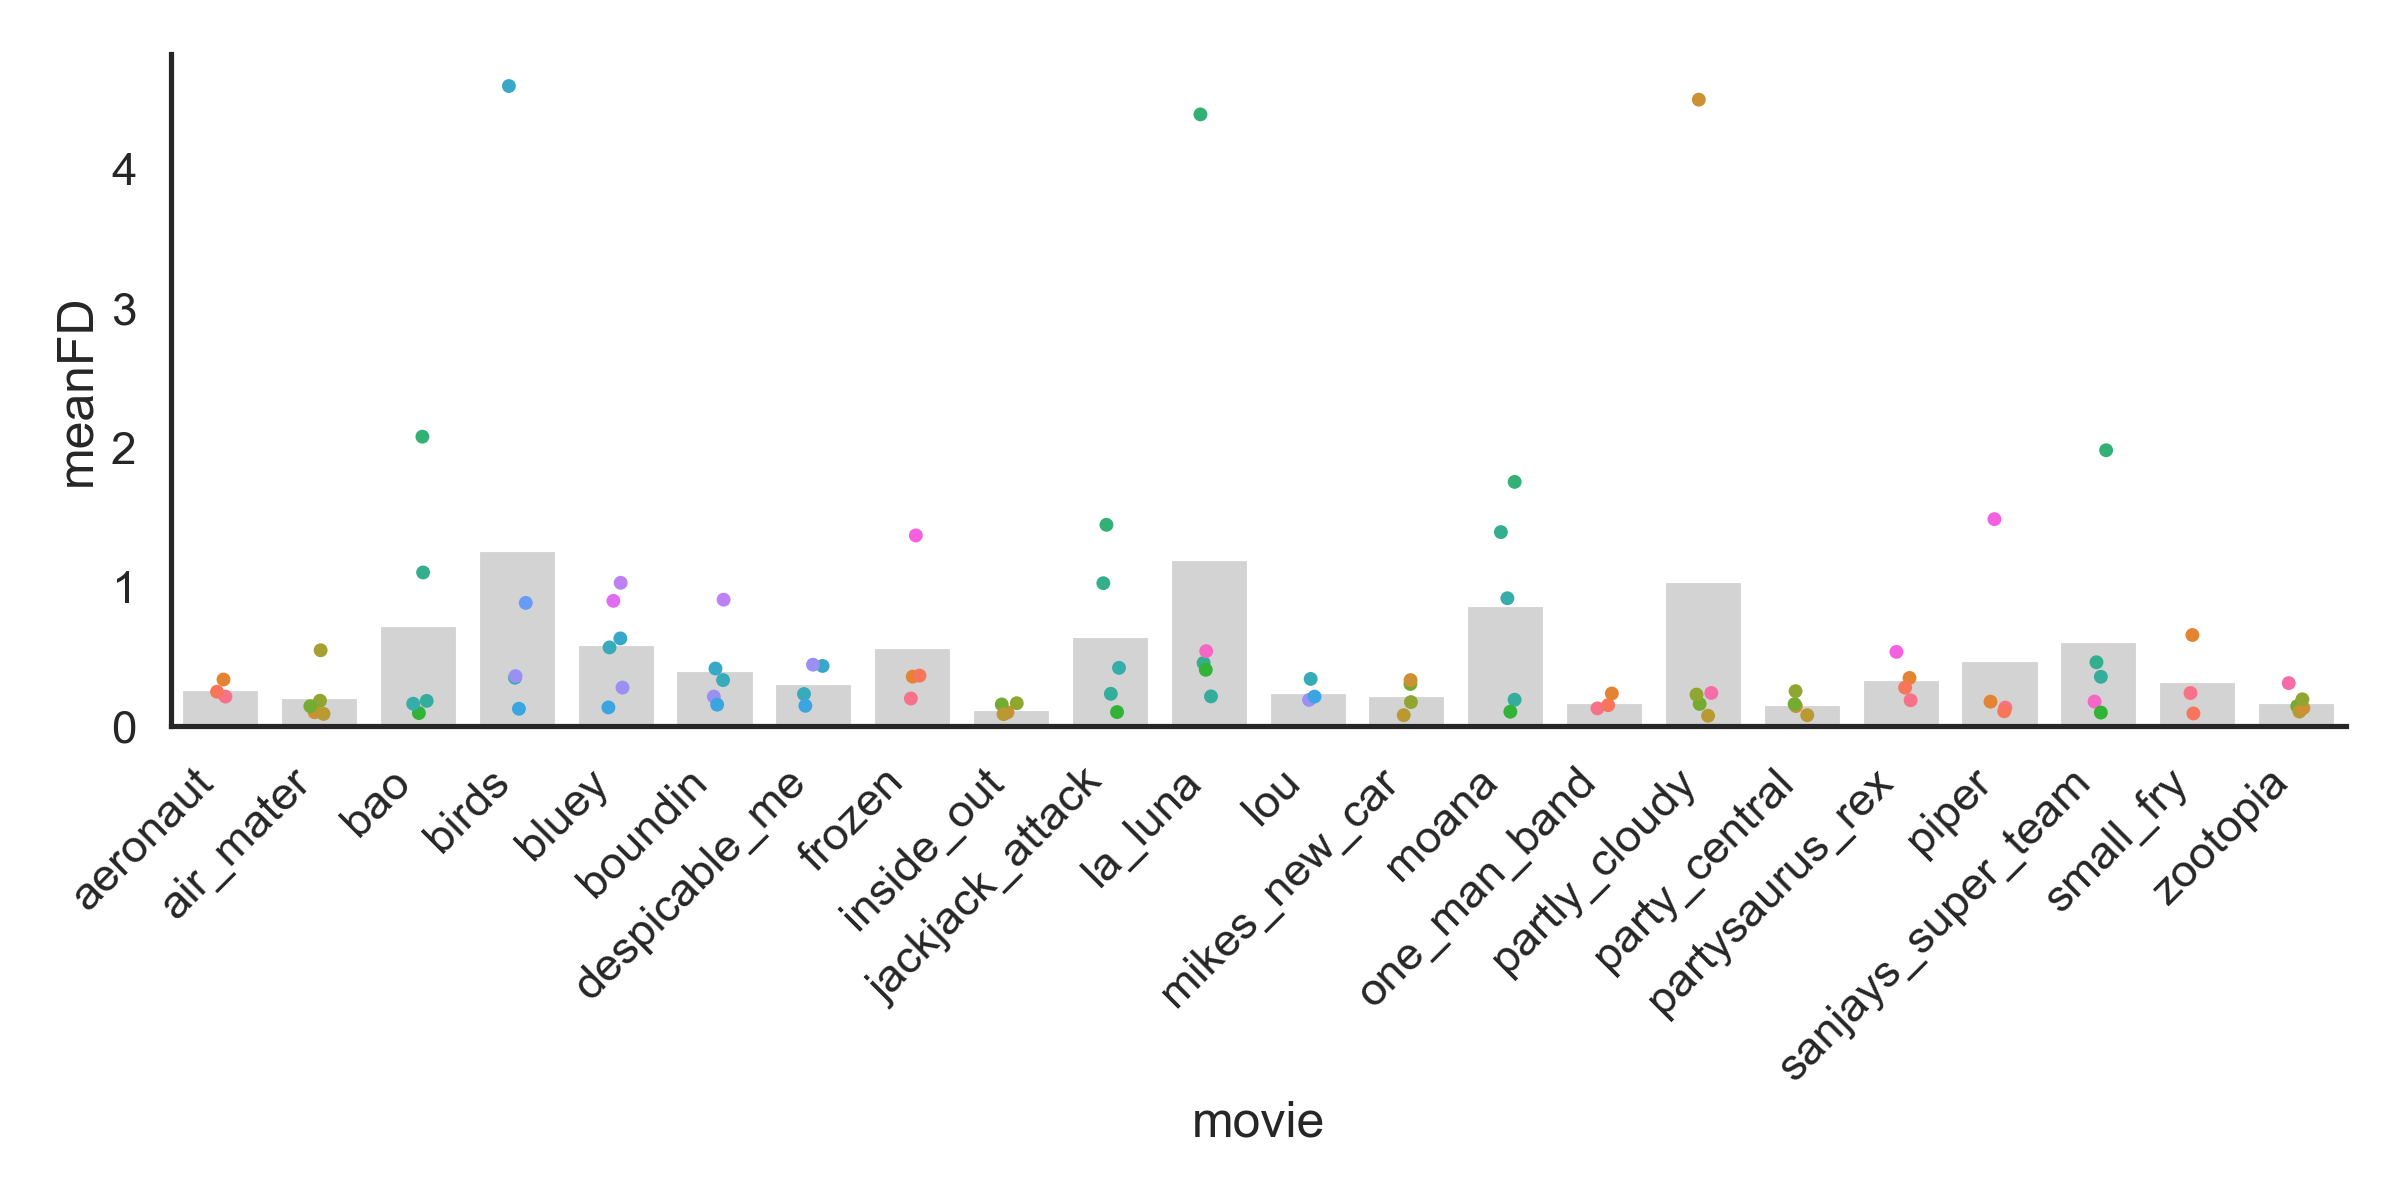 meanFD
4
3
2
1
0
aeronaut
air_mater
bao
birds
bluey
boundin
despicable_me
frozen
inside_out
jackjack_attack
la_luna
lou
mikes_new_car
moana
one_man_band
partly_cloudy
party_central
partysaurus_rex
piper
sanjays_super_team
small_fry
zootopia
movie